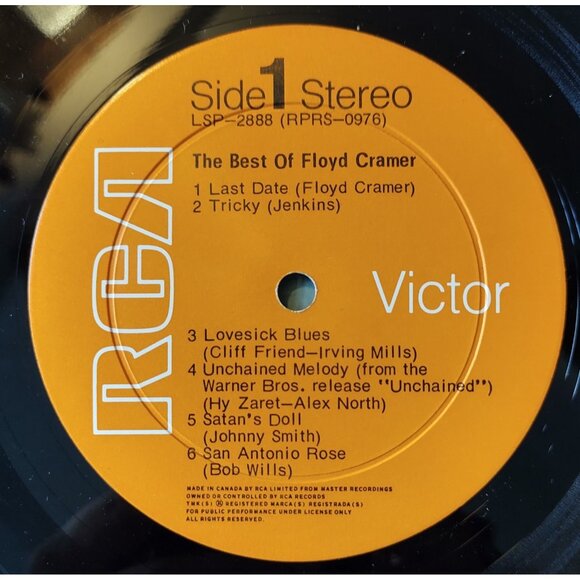 Side 1 Stereo
LSP-2888 (RPRS-0976)
The Best Of Floyd Cramer
1 Last Date (Floyd Cramer)
2 Tricky (Jenkins)
RCA
Victor
3 Lovesick Blues
(Cliff Friend-Irving Mills)
4 Unchained Melody (from the
Warner Bros. release "Unchained")
(Hy Zaret-Alex North)
5 Satan's Doll
(Johnny Smith)
6 San Antonio Rose
(Bob Wills)
MADE IN CANADA BY RCA LIMITED FROM MASTER RECORDINGS
OWNED OR CONTROLLED BY RCA RECORDS
TMK(S) ® REGISTERED MARCA(S) REGISTRADA(S)
FOR PUBLIC PERFORMANCE UNDER LICENSE ONLY
ALL RIGHTS RESERVED.